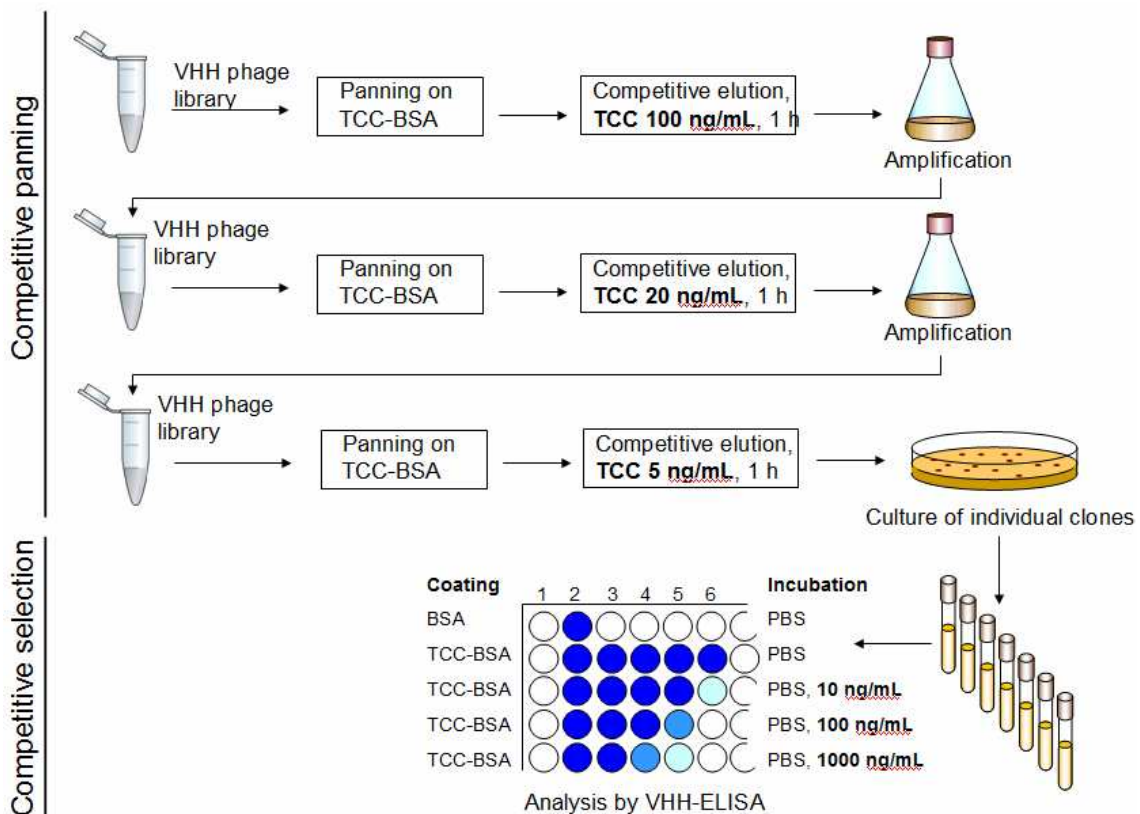 Competitive panning
VHH phage
library
Panning on
TCC-BSA
Competitive elution,
TCC 100 ng/mL, 1 h
Amplification
VHH phage
library
Panning on
TCC-BSA
Competitive elution,
TCC 20 ng/mL, 1 h
Amplification
VHH phage
library
Panning on
TCC-BSA
Competitive elution,
TCC 5 ng/mL, 1 h
Culture of individual clones
Competitive selection
Coating 1 2 3 4 5 6 Incubation
BSA PBS
TCC-BSA PBS
TCC-BSA PBS, 10 ng/mL
TCC-BSA PBS, 100 ng/mL
TCC-BSA PBS, 1000 ng/mL
Analysis by VHH-ELISA